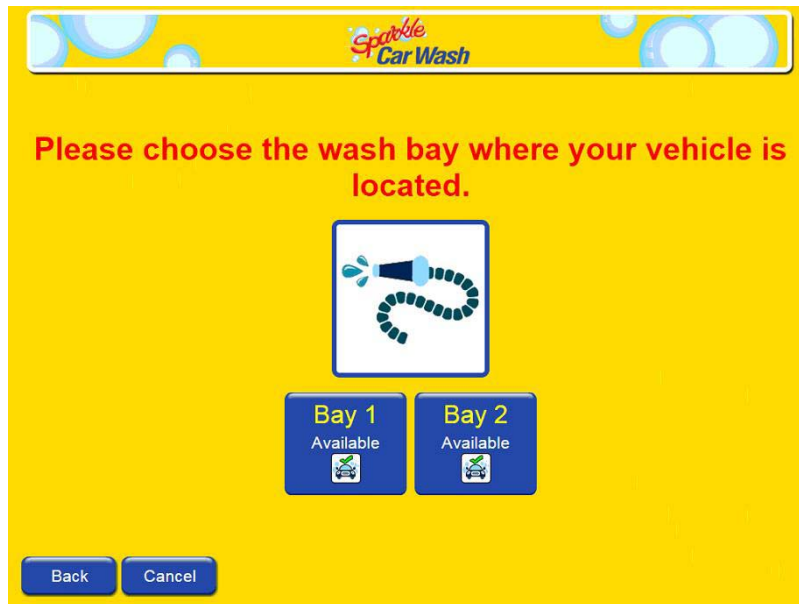 Sparkle
Car Wash
Please choose the wash bay where your vehicle is
located.
Bay 1
Available
Bay 2
Available
Back
Cancel